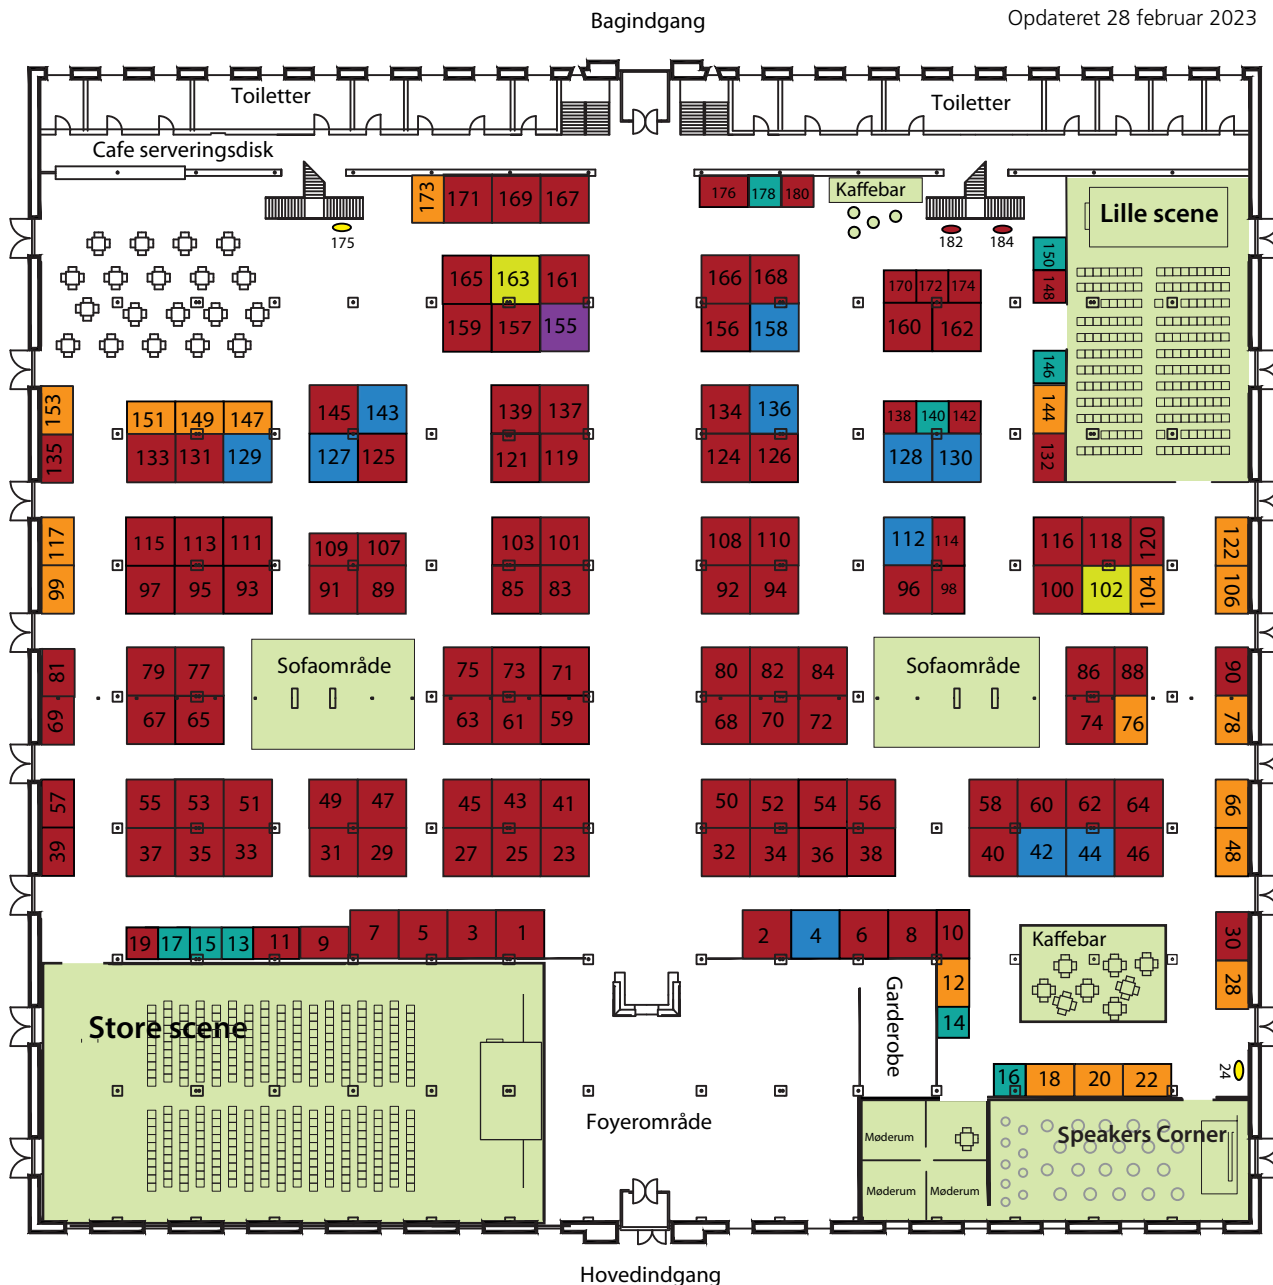 Bagindgang
Opdateret 28 februar 2023
Toiletter
Toiletter
Cafe serveringsdisk
173 171 169 167
176 178 180
Kaffebar
Lille scene
175
182 184
150
148
165 163 161
166 168
170 172 174
159 157 155
156 158
160 162
146
144
132
153
135
151 149 147
145 143
139 137
134 136
138 140 142
133 131 129
127 125
121 119
124 126
128 130
117
99
115 113 111
109 107
103 101
108 110
112 114
116 118 120
122
106
97 95 93
91 89
85 83
92 94
96 98
100 102 104
81
69
79 77
Sofaområde
75 73 71
80 82 84
Sofaområde
86 88
90
78
67 65
63 61 59
68 70 72
74 76
57
39
55 53 51
49 47
45 43 41
50 52 54 56
58 60 62 64
66
48
37 35 33
31 29
27 25 23
32 34 36 38
40 42 44 46
19 17 15 13 11 9 7 5 3 1
2 4 6 8 10
Kaffebar
30
28
12
14
Garderobe
Store scene
16 18 20 22
24
Foyerområde
Møderum
Speakers Corner
Møderum Møderum
Hovedindgang